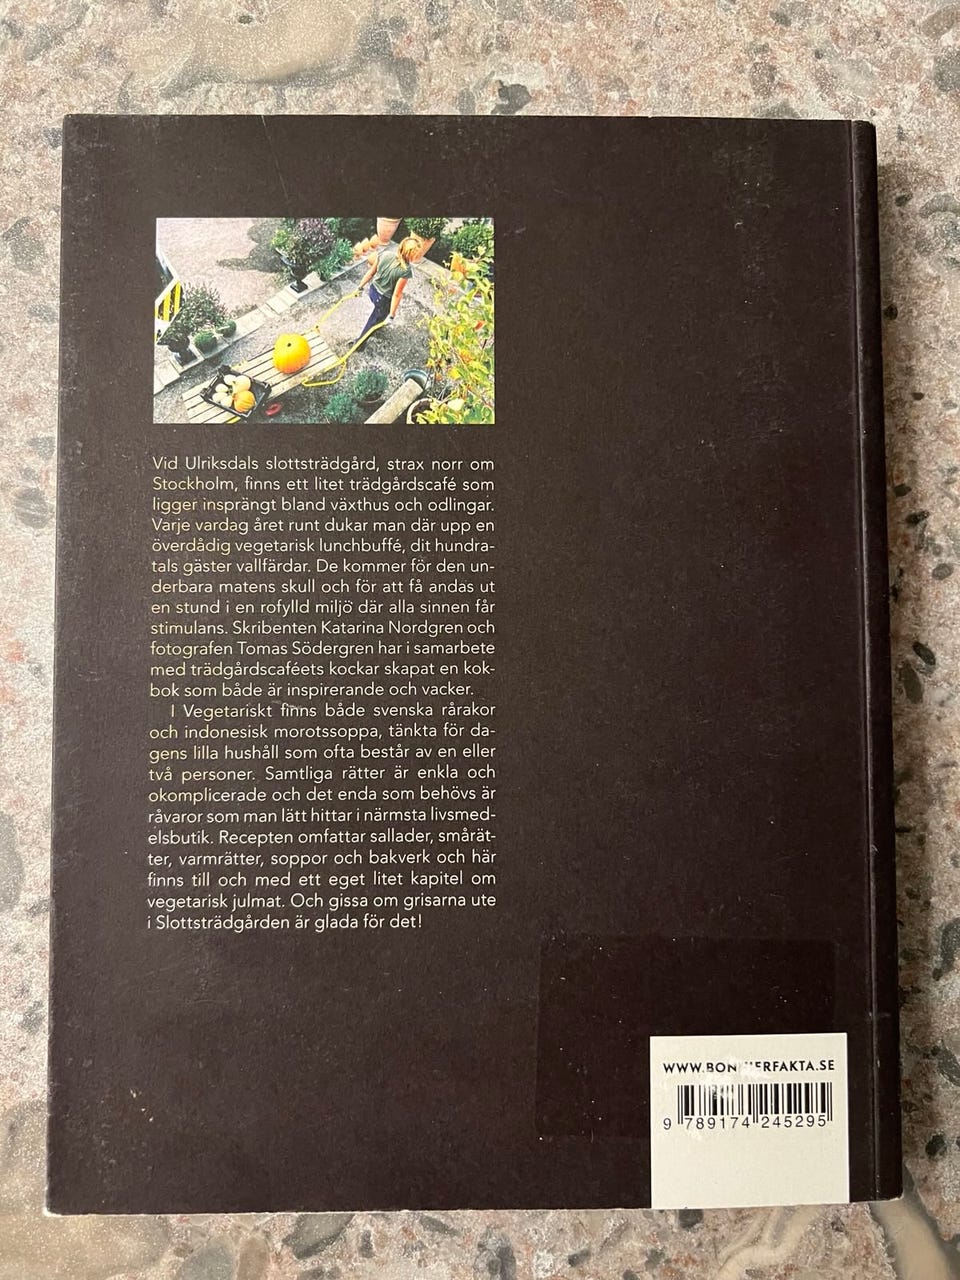 Vid Ulriksdals slottsträdgård, strax norr om
Stockholm, finns ett litet trädgårdscafé som
ligger insprängt bland växthus och odlingar.
Varje vardag året runt dukar man där upp en
överdådig vegetarisk lunchbuffé, dit hundra-
tals gäster vallfärdar. De kommer för den un-
derbara matens skull och för att få andas ut
en stund i en rofylld miljö där alla sinnen får
stimulans. Skribenten Katarina Nordgren och
fotografen Tomas Södergren har i samarbete
med trädgårdscaféets kockar skapat en kok-
bok som både är inspirerande och vacker.
I Vegetariskt finns både svenska rårakor
och indonesisk morotssoppa, tänkta för da-
gens lilla hushåll som ofta består av en eller
två personer. Samtliga rätter är enkla och
okomplicerade och det enda som behövs är
råvaror som man lätt hittar i närmsta livsmed-
elsbutik. Recepten omfattar sallader, smårät-
ter, varmrätter, soppor och bakverk och här
finns till och med ett eget litet kapitel om
vegetarisk julmat. Och gissa om grisarna ute
i Slottsträdgården är glada för det!
WWW.BONNIERFAKTA.SE
9 789174 245295